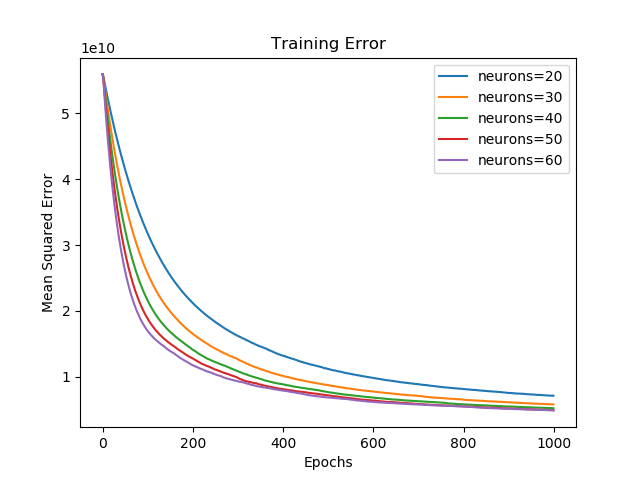 Training Error
1e10
5
4
3
2
1
Mean Squared Error
neurons=20
neurons=30
neurons=40
neurons=50
neurons=60
0 200 400 600 800 1000
Epochs